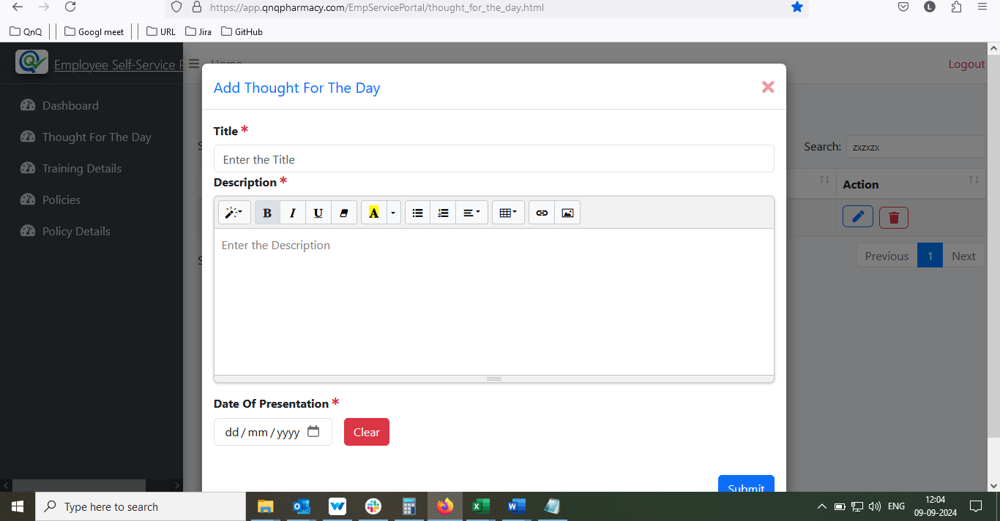 https://app.qnqpharmacy.com/EmpServicePortal/thought_for_the_day.html
L
QnQ
Googl meet
URL
Jira
GitHub
Employee Self-Service
Home
Logout
Add Thought For The Day
Dashboard
Thought For The Day
Training Details
Policies
Policy Details
Title *
Enter the Title
Search: zxzxzx
Description *
Action
B I U A
Enter the Description
Previous 1 Next
Date Of Presentation *
dd / mm / yyyy
Clear
Submit
Type here to search
ENG
12:04
09-09-2024